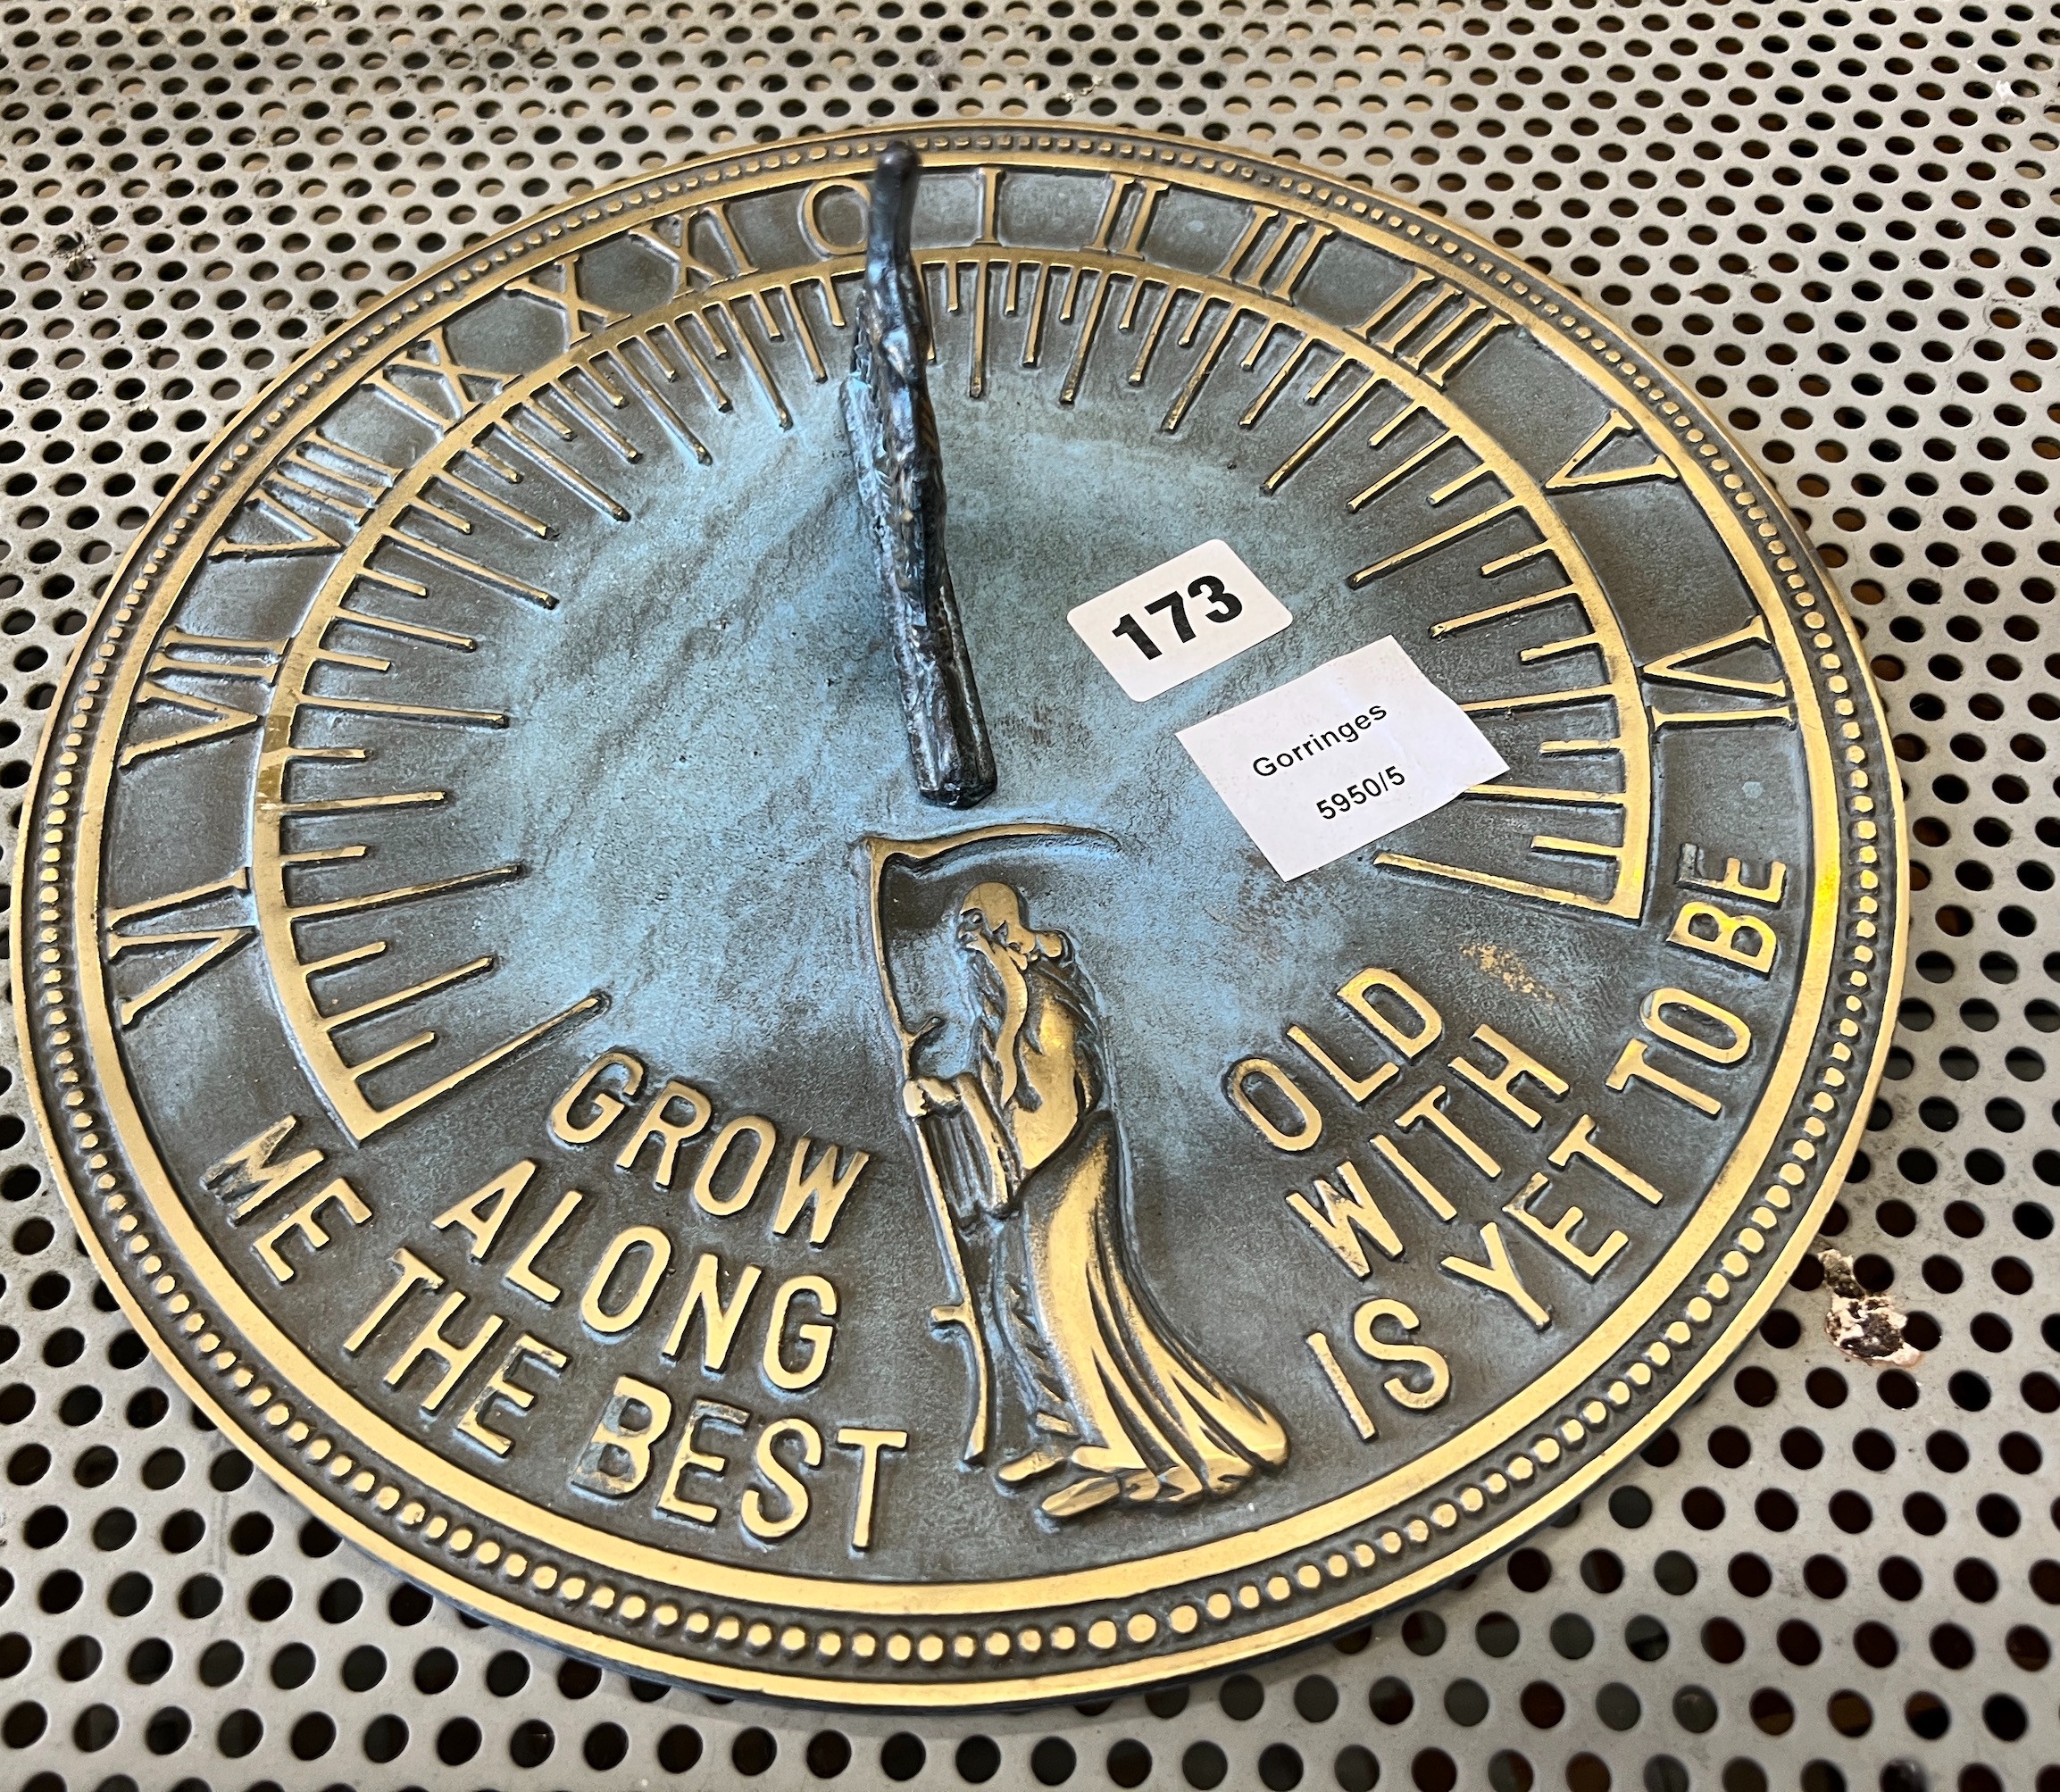 VI VII VIII IX X XI O I II III IIII V VI
173
Gorringes
5950/5
GROW OLD
ALONG WITH
ME THE BEST IS YET TO BE